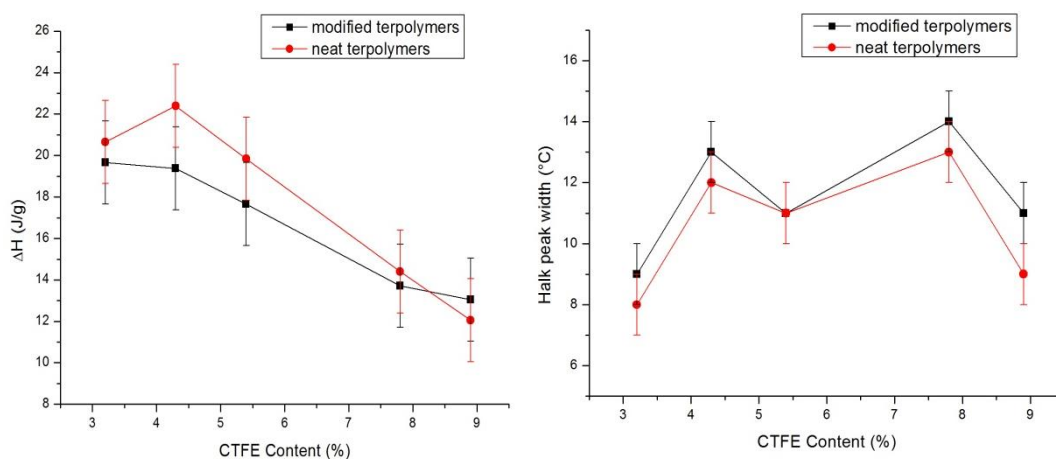 modified terpolymers
neat terpolymers
26
24
22
20
18
16
14
12
10
8
ΔH (J/g)
3 4 5 6 7 8 9
CTFE Content (%)
modified terpolymers
neat terpolymers
16
14
12
10
8
6
Halk peak width (°C)
3 4 5 6 7 8 9
CTFE Content (%)